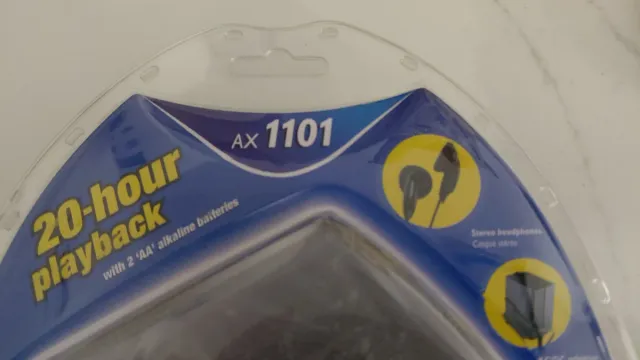 AX 1101
20-hour
playback
with 2 'AA' alkaline batteries
Stereo headphones
Casque stéréo